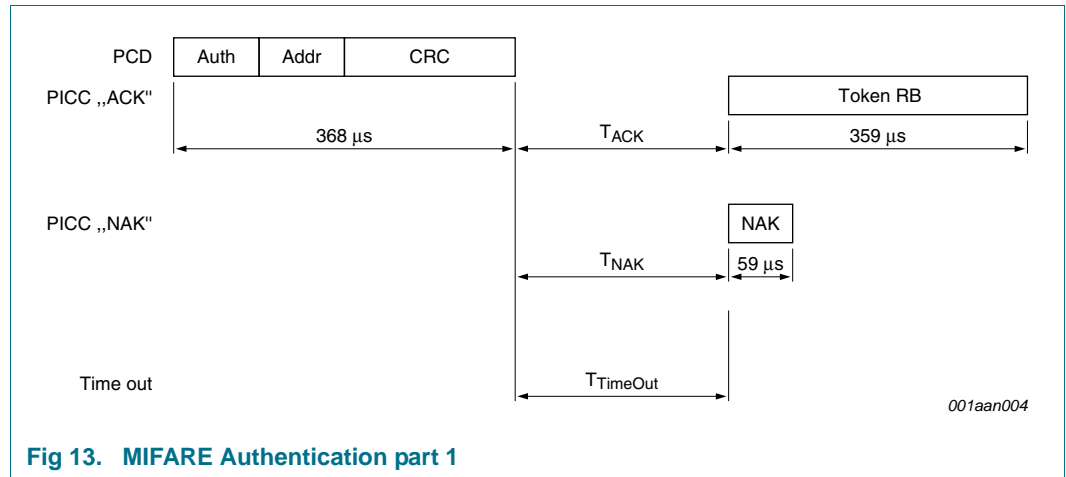 PCD Auth Addr CRC
PICC ,,ACK" Token RB
368 μs TACK 359 μs
PICC ,,NAK" NAK
TNAK 59 μs
Time out TTimeOut
001aan004
Fig 13. MIFARE Authentication part 1